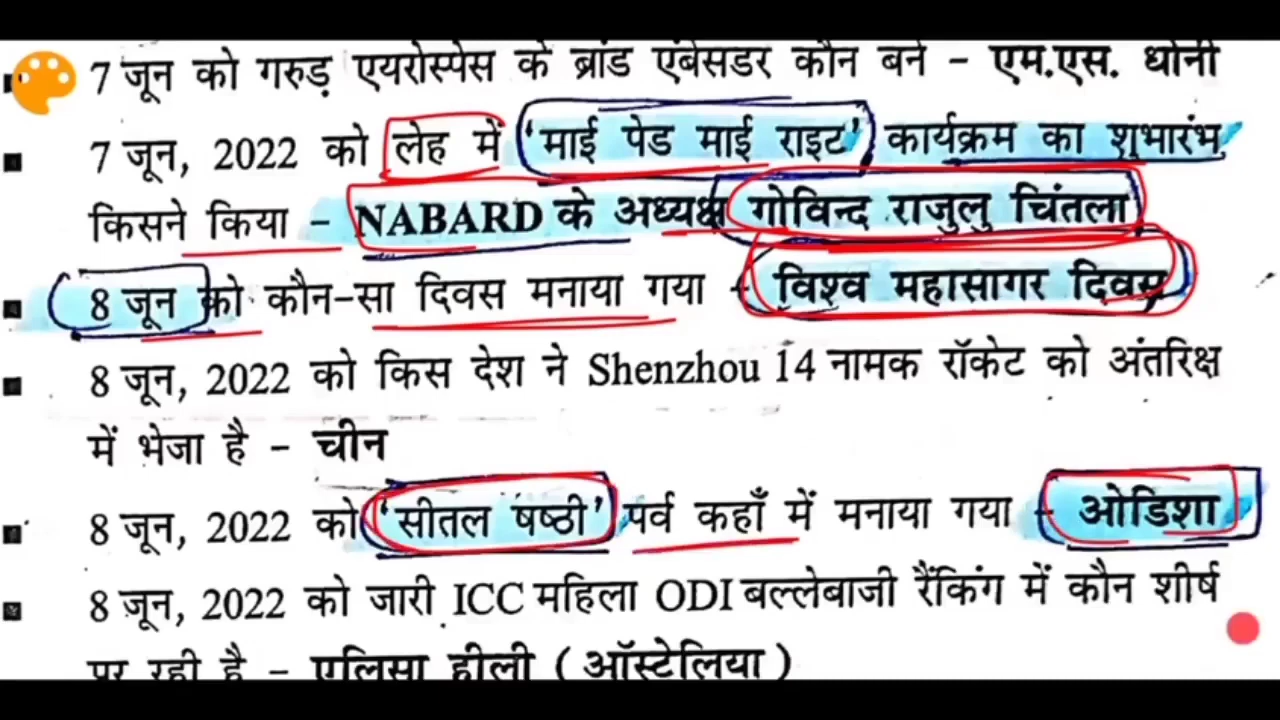 7 जून को गरुड़ एयरोस्पेस के ब्रांड एंबेसडर कौन बने - एम.एस. धोनी
7 जून, 2022 को लेह में 'माई पेड माई राइट' कार्यक्रम का शुभारंभ
किसने किया - NABARD के अध्यक्ष गोविन्द राजुलु चिंतला
8 जून को कौन-सा दिवस मनाया गया - विश्व महासागर दिवस
8 जून, 2022 को किस देश ने Shenzhou 14 नामक रॉकेट को अंतरिक्ष
में भेजा है - चीन
8 जून, 2022 को 'सीतल षष्ठी' पर्व कहाँ में मनाया गया - ओडिशा
8 जून, 2022 को जारी ICC महिला ODI बल्लेबाजी रैंकिंग में कौन शीर्ष
पर रही है - एलिसा हीली (ऑस्टेलिया)